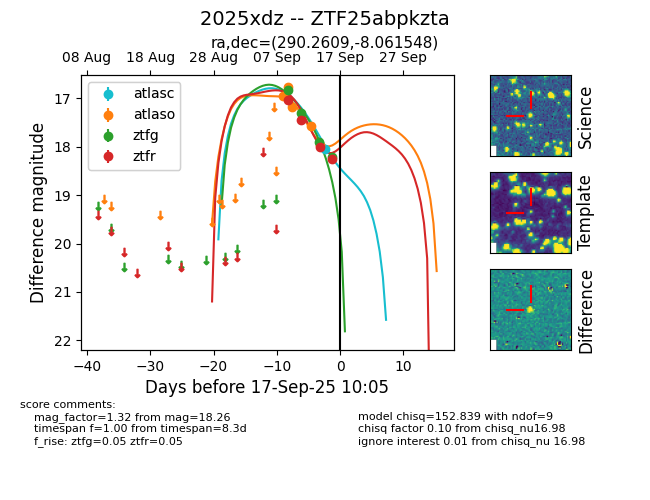 2025xdz -- ZTF25abpkzta
ra,dec=(290.2609,-8.061548)
08 Aug 18 Aug 28 Aug 07 Sep 17 Sep 27 Sep
atlasc
atlaso
ztfg
ztfr
17
18
19
20
21
22
Difference magnitude
−40 −30 −20 −10 0 10
Days before 17-Sep-25 10:05
Science
Template
Difference
score comments:
mag_factor=1.32 from mag=18.26
timespan f=1.00 from timespan=8.3d
f_rise: ztfg=0.05 ztfr=0.05
model chisq=152.839 with ndof=9
chisq factor 0.10 from chisq_nu16.98
ignore interest 0.01 from chisq_nu 16.98